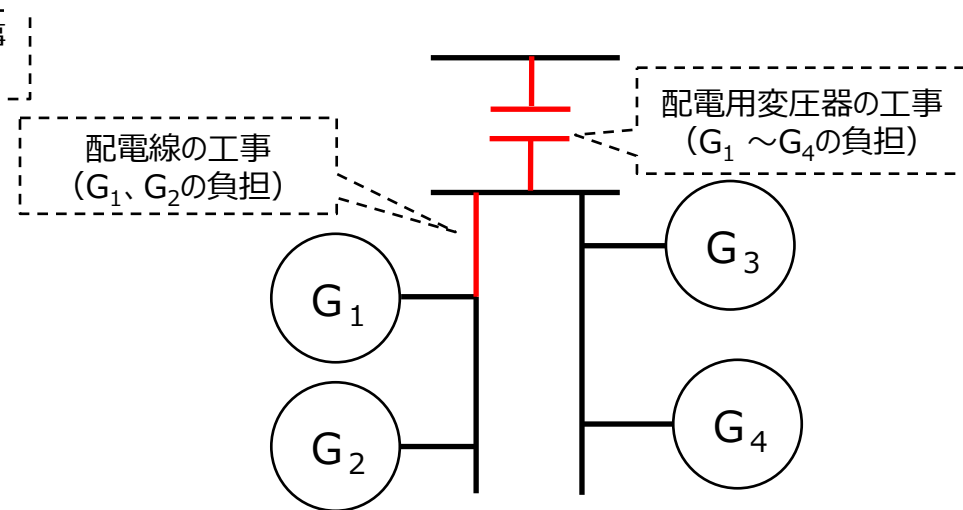 配電用変圧器の工事
（G1 ～G4の負担）
配電線の工事
（G1、G2の負担）
G3
G1
G4
G2